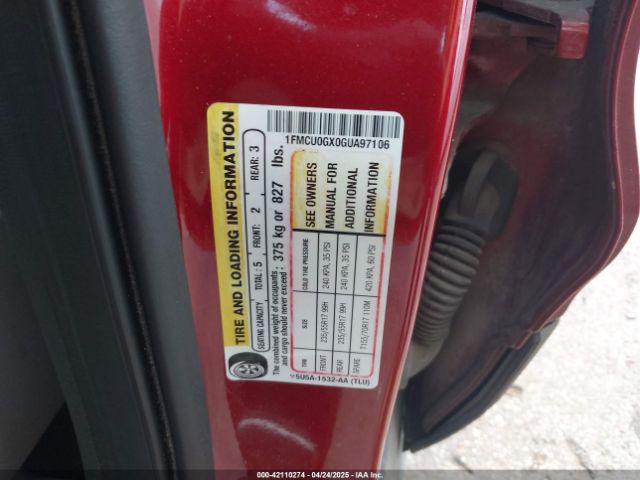 TIRE AND LOADING INFORMATION
SEATING CAPACITY TOTAL: 5 FRONT: 2 REAR: 3
The combined weight of occupants
and cargo should never exceed: 375 kg or 827 lbs.
TIRE SIZE COLD TIRE PRESSURE
FRONT 235/55R17 99H 240 KPA, 35 PSI
REAR 235/55R17 99H 240 KPA, 35 PSI
SPARE T155/70R17 110M 420 KPA, 60 PSI
SEE OWNERS
MANUAL FOR
ADDITIONAL
INFORMATION
5U5A-1532-AA (TLU)
1FMCU0GX0GUA97106
000-42110274 - 04/24/2025 - IAA Inc.